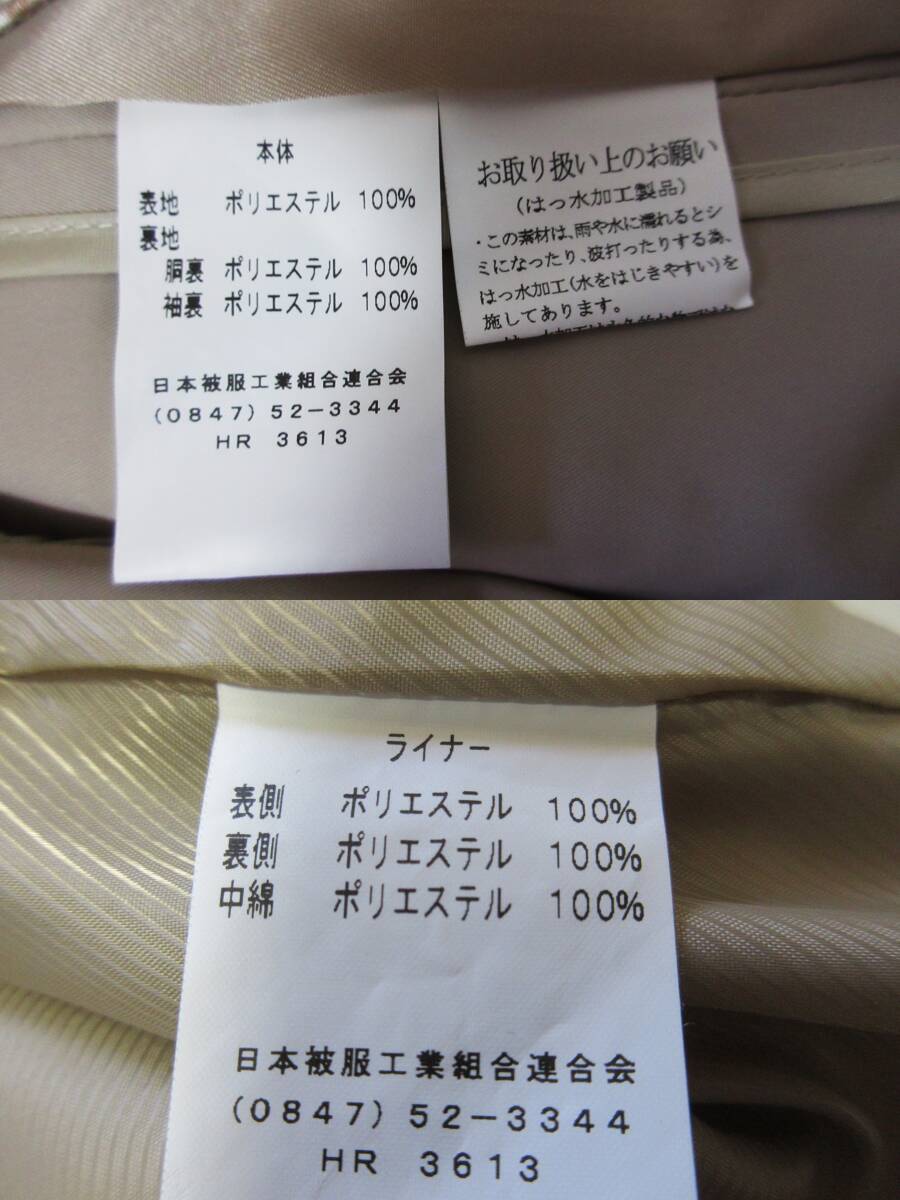 本体
表地 ポリエステル 100%
裏地
胴裏 ポリエステル 100%
袖裏 ポリエステル 100%
日本被服工業組合連合会
(0847) 52-3344
HR 3613
お取り扱い上のお願い
(はっ水加工製品)
・この素材は、雨や水に濡れるとシ
ミになったり、波打ったりする為、
はっ水加工(水をはじきやすい)を
施してあります。
ライナー
表側 ポリエステル 100%
裏側 ポリエステル 100%
中綿 ポリエステル 100%
日本被服工業組合連合会
(0847) 52-3344
HR 3613